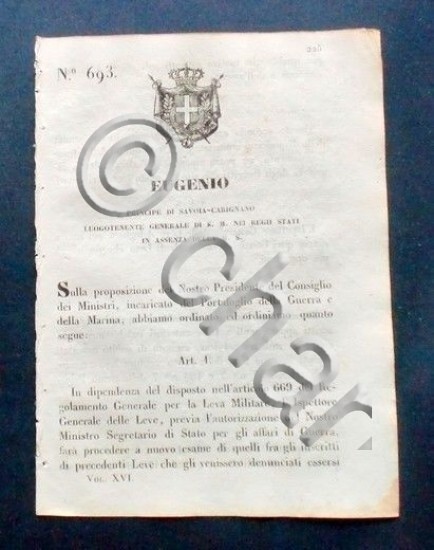 225
N.° 693.
EUGENIO
PRINCIPE DI SAVOIA-CARIGNANO
LUOGOTENENTE GENERALE DI S. M. NEI REGII STATI
IN ASSENZA
Sulla proposizione del Nostro Presidente del Consiglio
dei Ministri, incaricato del Portafoglio della Guerra e
della Marina, abbiamo ordinato ed ordiniamo quanto
segue:
Art. 1.
In dipendenza del disposto nell'articolo 669 del Re-
golamento Generale per la Leva Militare l'Ispettore
Generale delle Leve, previa l'autorizzazione del Nostro
Ministro Segretario di Stato per gli affari di Guerra,
farà procedere a nuovo esame di quelli fra gli inscritti
di precedenti Leve che gli venissero denunciati essersi
Vol. XVI.
© char